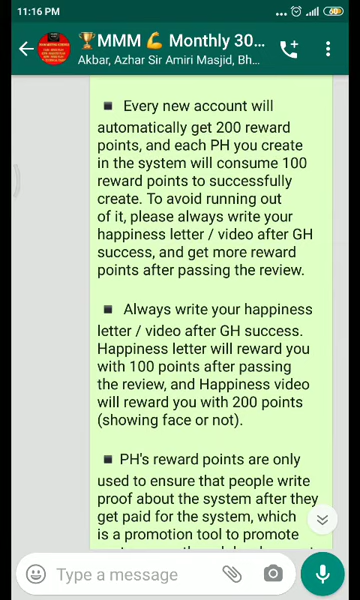 11:16 PM
60
🏆MMM 💪 Monthly 30...
Akbar, Azhar Sir Amiri Masjid, Bh...
▪ Every new account will
automatically get 200 reward
points, and each PH you create
in the system will consume 100
reward points to successfully
create. To avoid running out
of it, please always write your
happiness letter / video after GH
success, and get more reward
points after passing the review.
▪ Always write your happiness
letter / video after GH success.
Happiness letter will reward you
with 100 points after passing
the review, and Happiness video
will reward you with 200 points
(showing face or not).
▪ PH's reward points are only
used to ensure that people write
proof about the system after they
get paid for the system, which
is a promotion tool to promote
Type a message